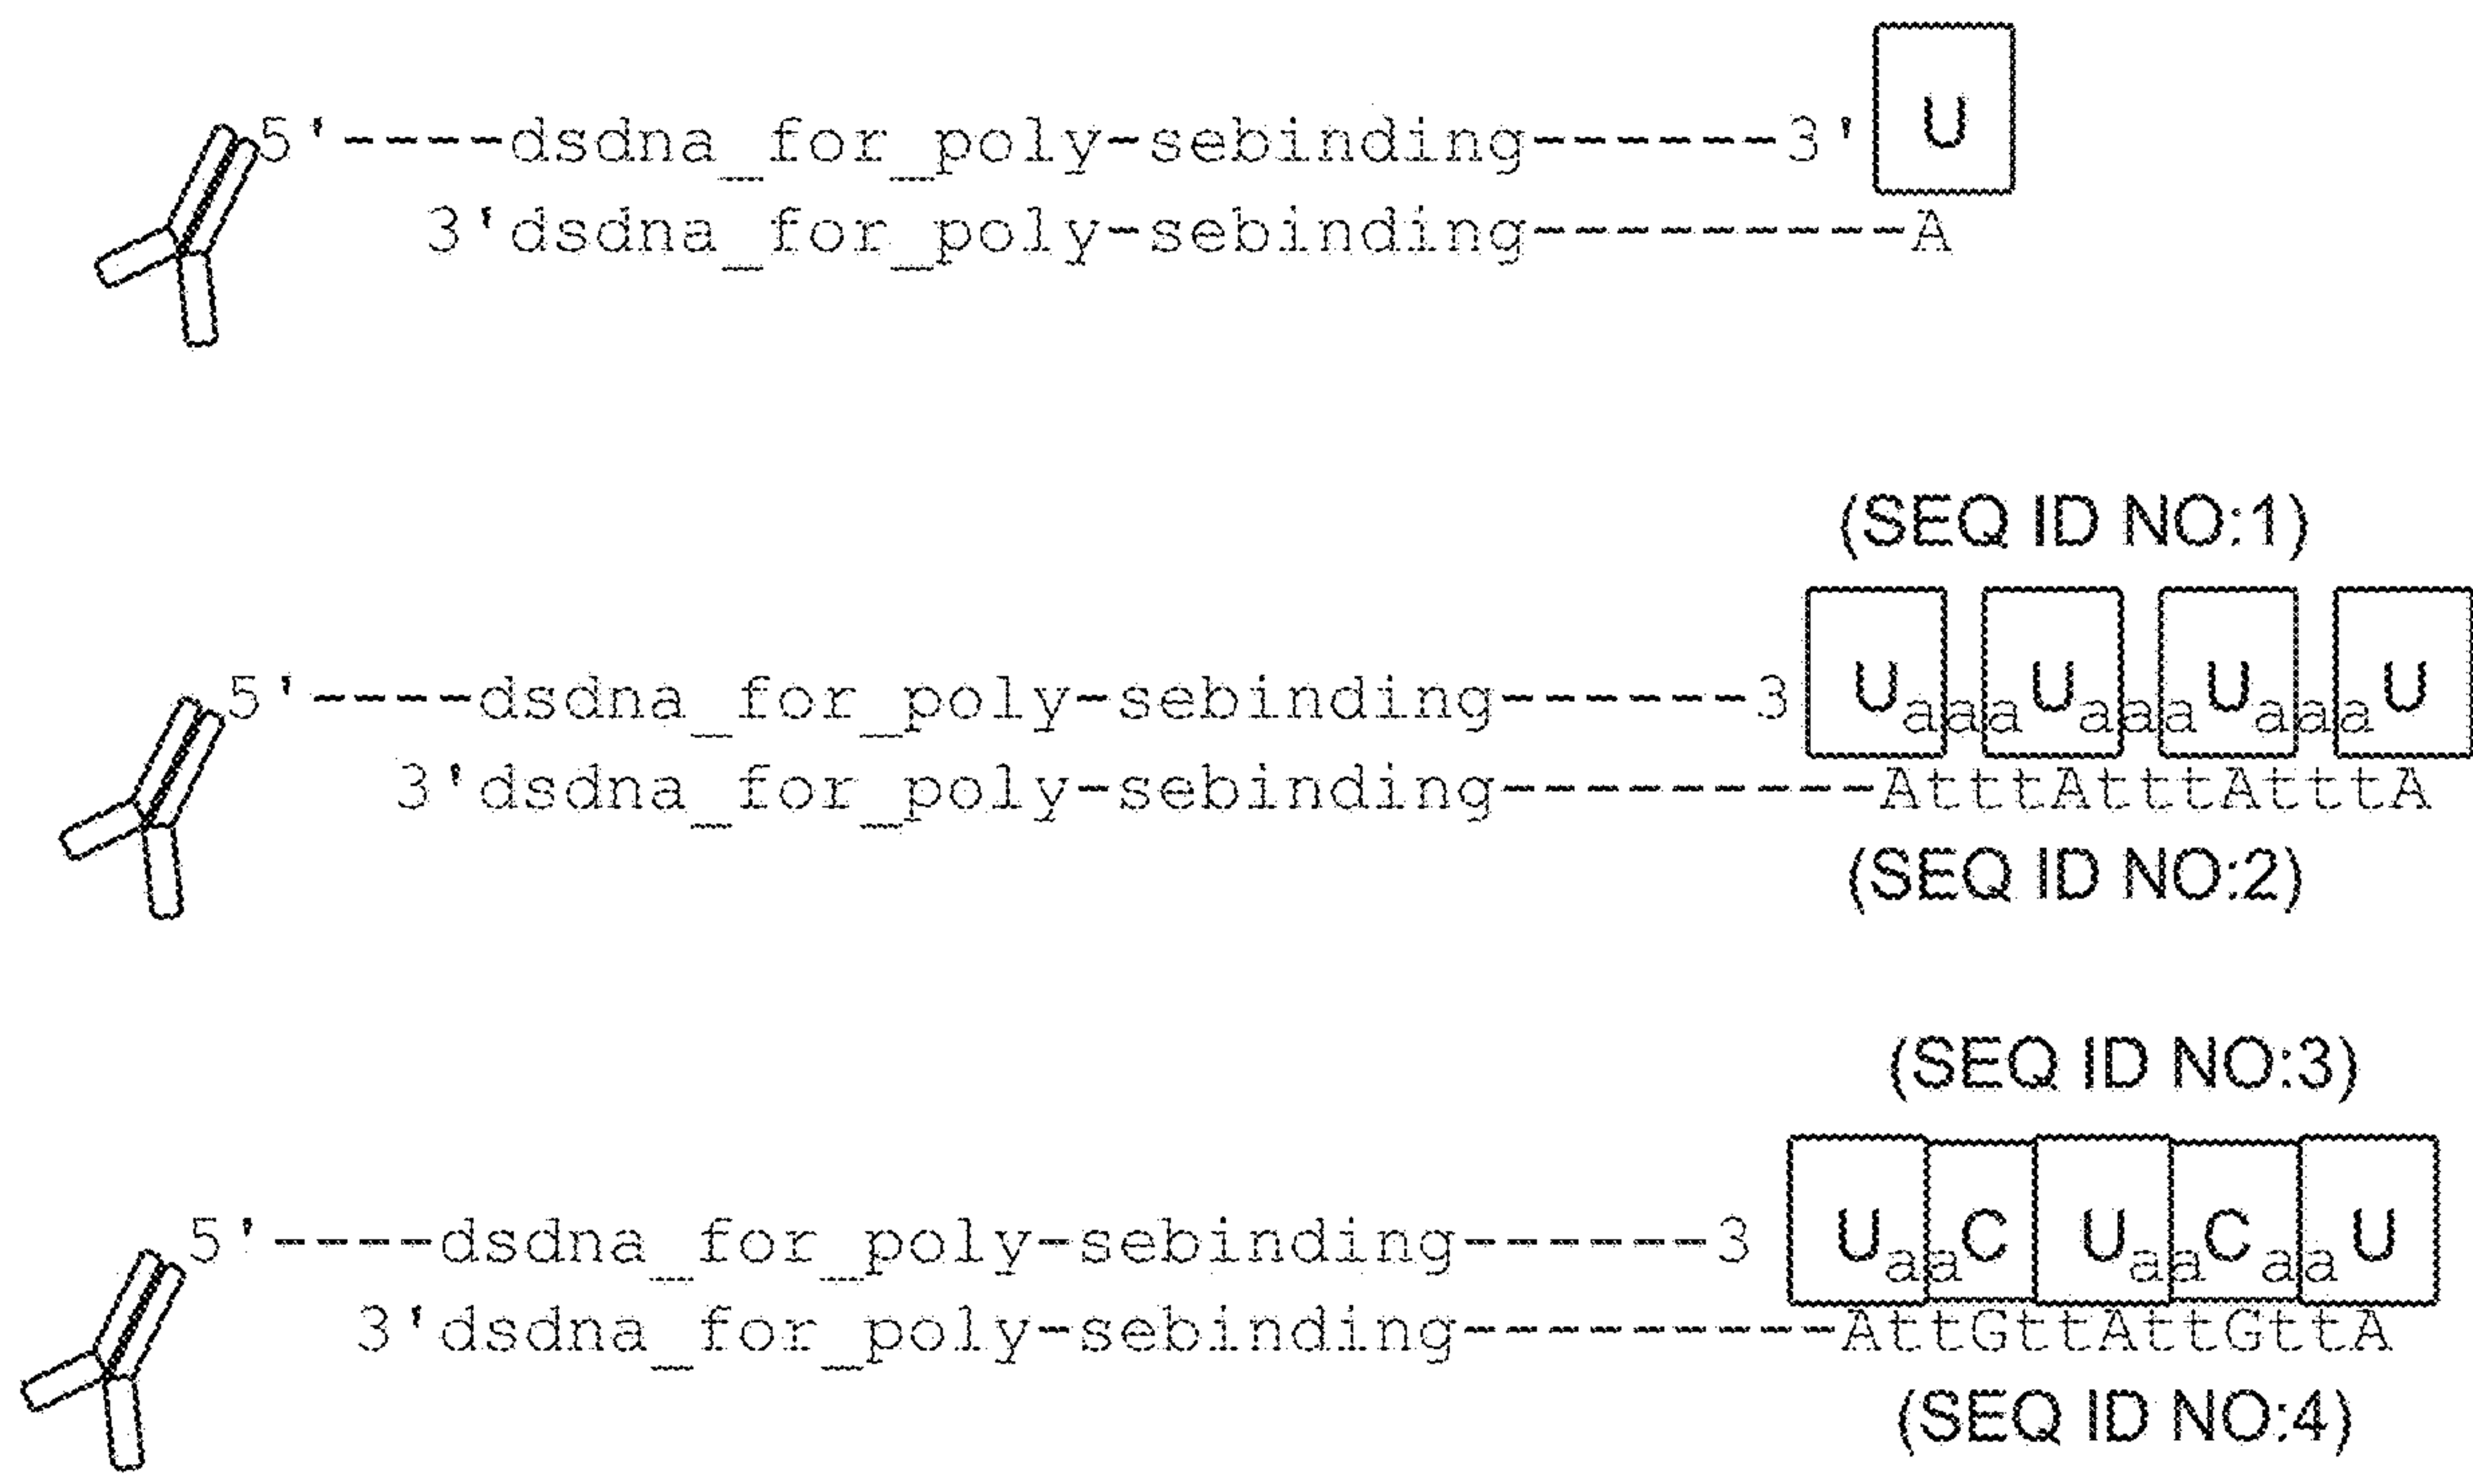 5'----dsdna_for_poly-sebinding------3' U
3'dsdna_for_poly-sebinding---------A
(SEQ ID NO:1)
5'----dsdna_for_poly-sebinding------3 UaaaUaaaUaaaU
3'dsdna_for_poly-sebinding---------AtttAtttAtttA
(SEQ ID NO:2)
(SEQ ID NO:3)
5'----dsdna_for_poly-sebinding------3 UaaCUaaCaaU
3'dsdna_for_poly-sebinding---------AttGttAttGttA
(SEQ ID NO:4)